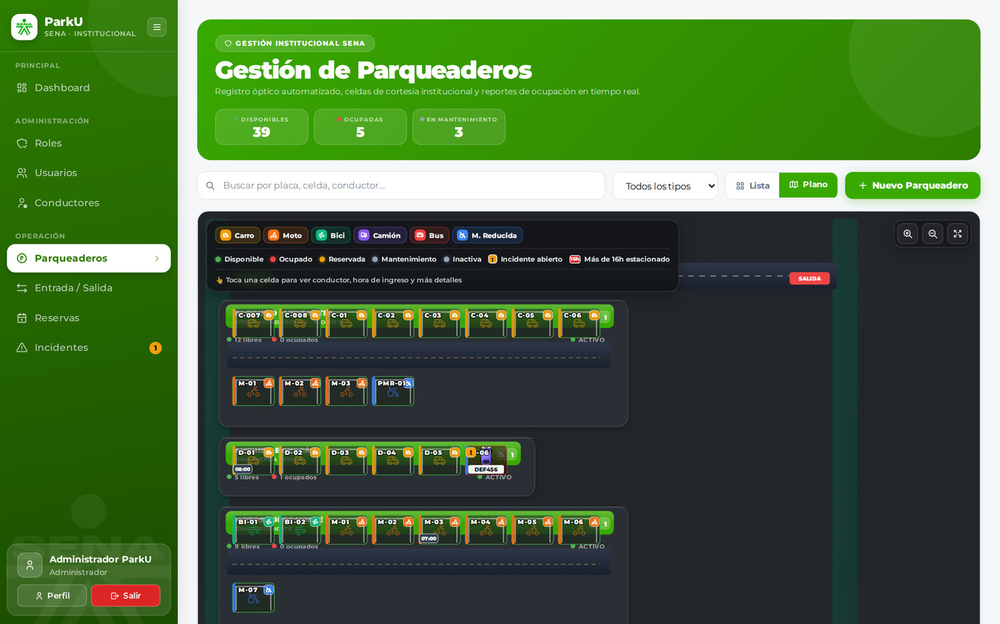 SENA
ParkU
SENA · INSTITUCIONAL
PRINCIPAL
Dashboard
ADMINISTRACIÓN
Roles
Usuarios
Conductores
OPERACIÓN
Parqueaderos
Entrada / Salida
Reservas
Incidentes
1
SENA
Administrador ParkU
Administrador
Perfil
Salir
GESTIÓN INSTITUCIONAL SENA
Gestión de Parqueaderos
Registro óptico automatizado, celdas de cortesía institucional y reportes de ocupación en tiempo real.
DISPONIBLES
39
OCUPADAS
5
EN MANTENIMIENTO
3
Buscar por placa, celda, conductor...
Todos los tipos
Lista
Plano
+ Nuevo Parqueadero
Carro
Moto
Bici
Camión
Bus
M. Reducida
Disponible
Ocupado
Reservada
Mantenimiento
Inactiva
! Incidente abierto
16h Más de 16h estacionado
👆 Toca una celda para ver conductor, hora de ingreso y más detalles
SALIDA
C-007 C-008 C-01 C-02 C-03 C-04 C-05 C-06 1
12 libres 0 ocupados ACTIVO
M-01 M-02 M-03 PMR-01
D-01 D-02 D-03 D-04 D-05 ! -06 1
08:00 DEF456
5 libres 1 ocupados ACTIVO
BI-01 BI-02 M-01 M-02 M-03 M-04 M-05 M-06 1
07:00
9 libres 0 ocupados ACTIVO
M-07